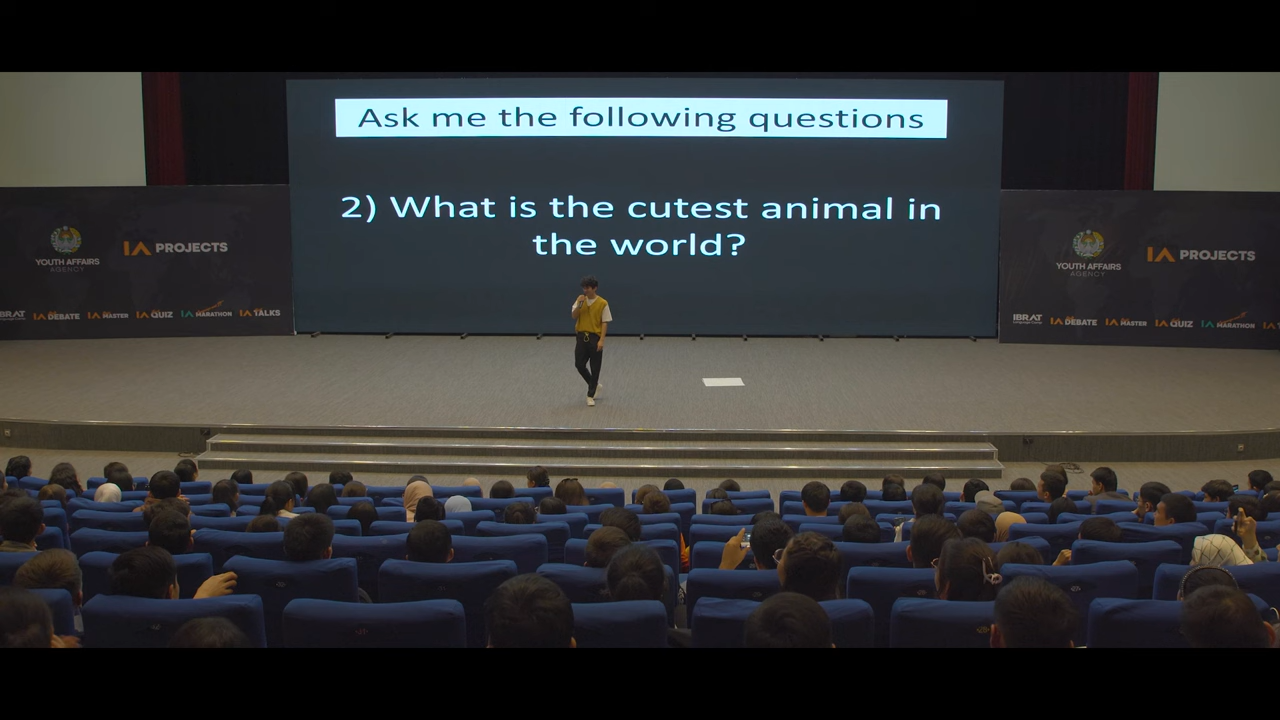 Ask me the following questions
2) What is the cutest animal in
the world?
YOUTH AFFAIRS
AGENCY
IA PROJECTS
IBRAT
IA DEBATE
IA MASTER
IA QUIZ
IA MARATHON
IA TALKS
YOUTH AFFAIRS
AGENCY
IA PROJECTS
IBRAT
IA DEBATE
IA MASTER
IA QUIZ
IA MARATHON